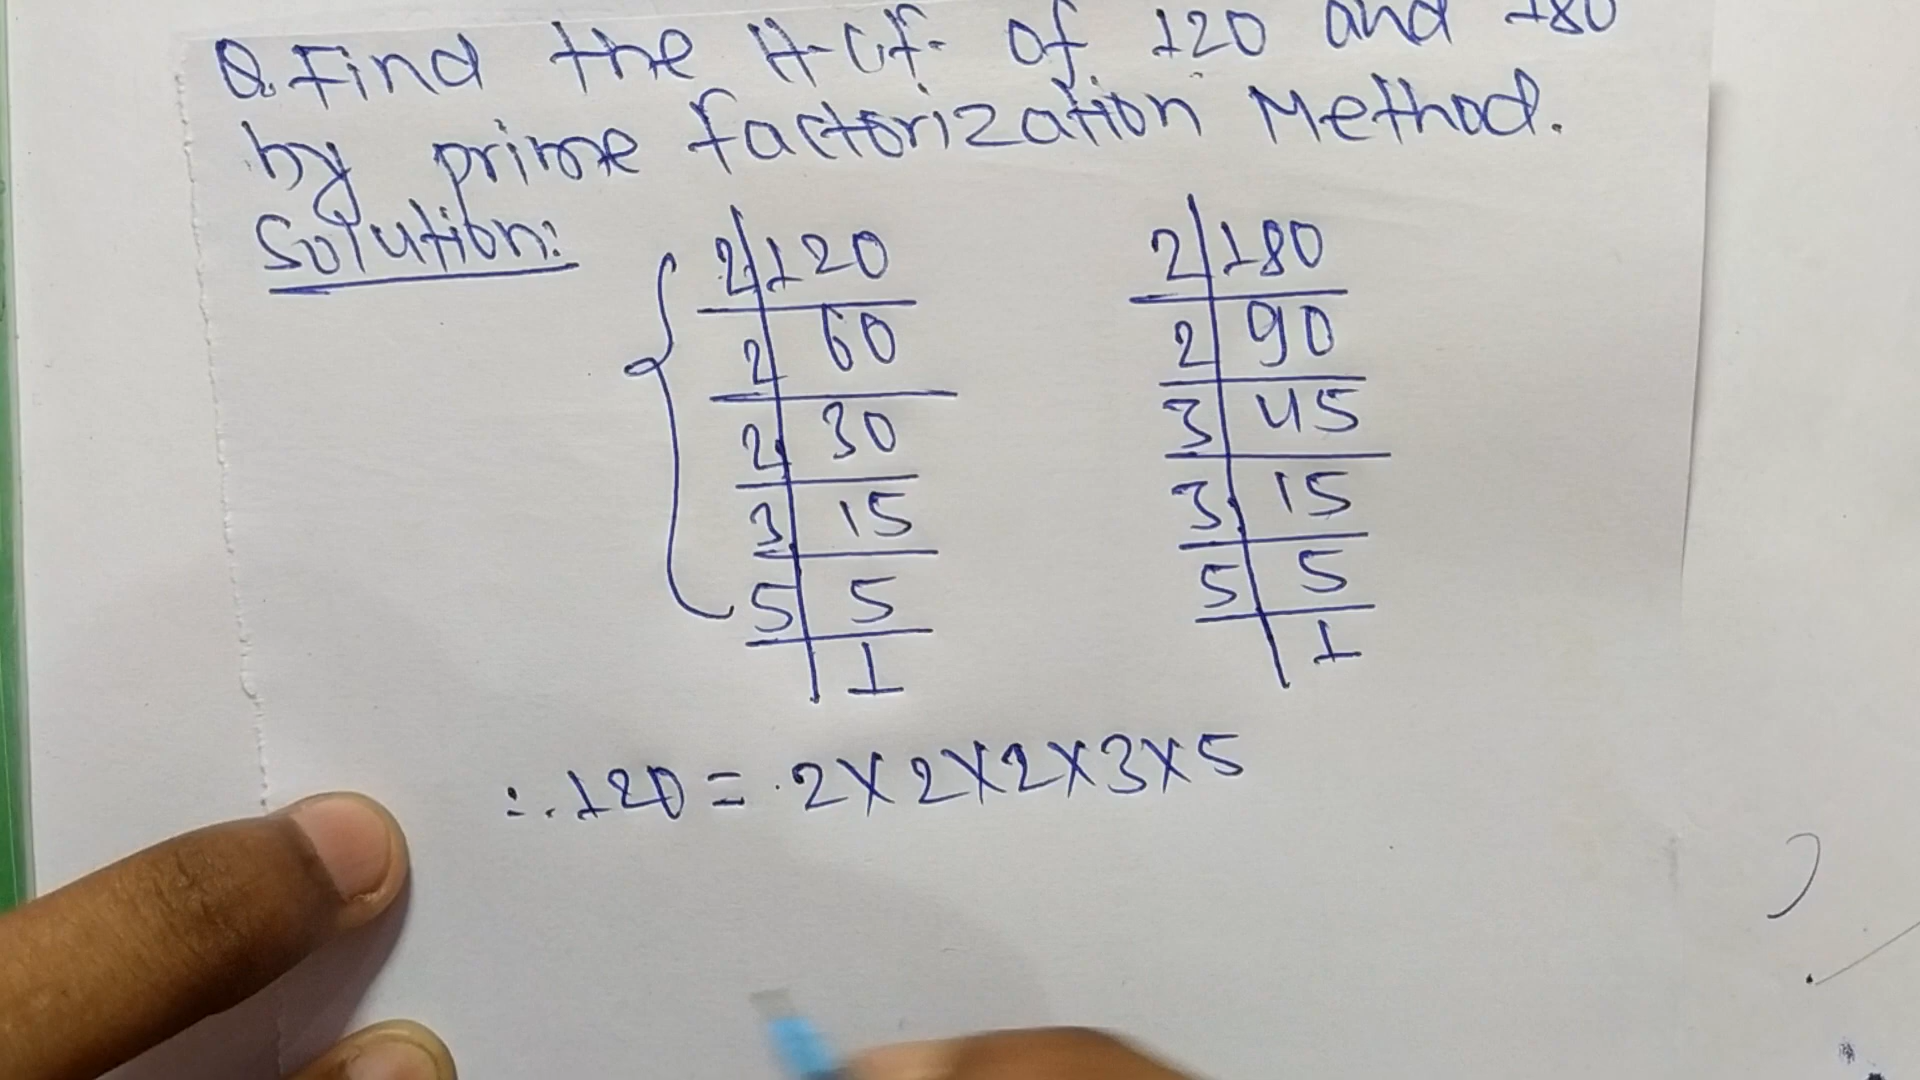 Q. Find the H.C.F. of 120 and 180
by prime factorization Method.
Solution:
2 | 120
2 | 60
2 | 30
3 | 15
5 | 5
1
2 | 180
2 | 90
3 | 45
3 | 15
5 | 5
1
∴ 120 = 2×2×2×3×5